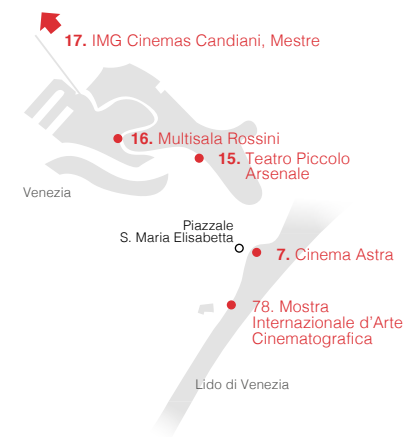 17. IMG Cinemas Candiani, Mestre
16. Multisala Rossini
15. Teatro Piccolo
Arsenale
Venezia
Piazzale
S. Maria Elisabetta
7. Cinema Astra
78. Mostra
Internazionale d'Arte
Cinematografica
Lido di Venezia